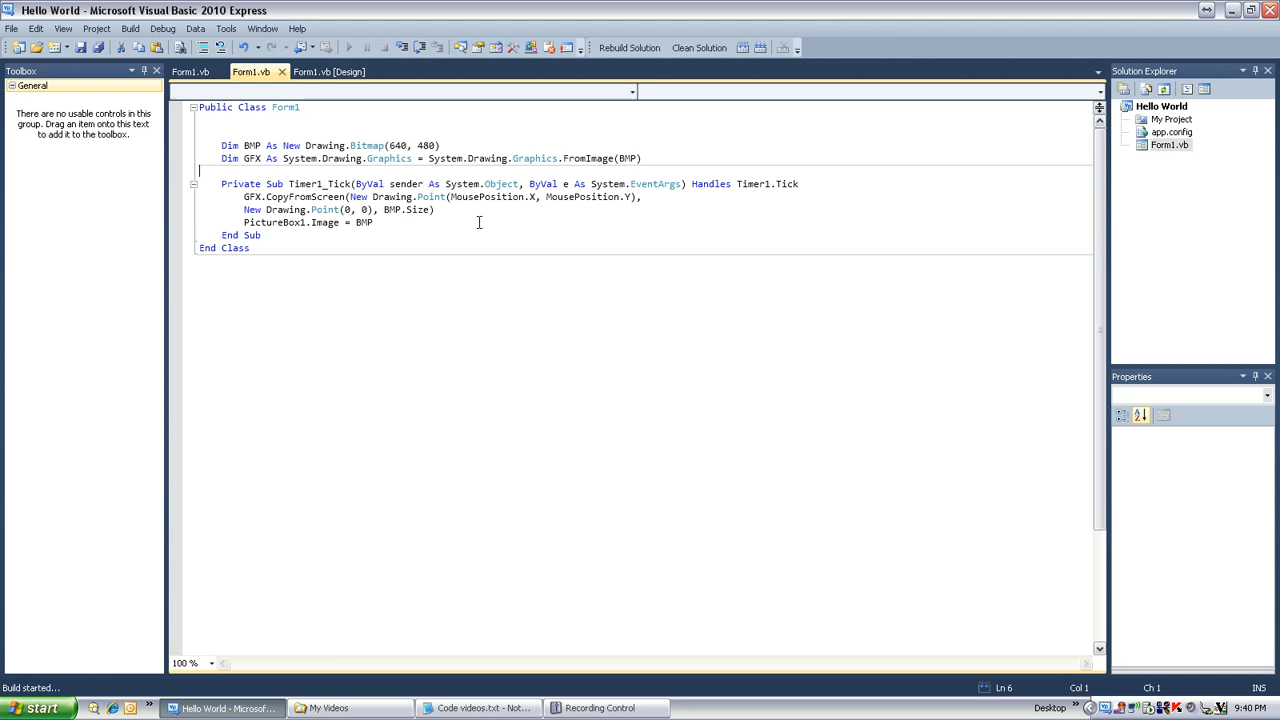 Hello World - Microsoft Visual Basic 2010 Express
File Edit View Project Build Debug Data Tools Window Help
Rebuild Solution Clean Solution
Toolbox
General
There are no usable controls in this
group. Drag an item onto this text
to add it to the toolbox.
Form1.vb Form1.vb Form1.vb [Design]
Public Class Form1
Dim BMP As New Drawing.Bitmap(640, 480)
Dim GFX As System.Drawing.Graphics = System.Drawing.Graphics.FromImage(BMP)
Private Sub Timer1_Tick(ByVal sender As System.Object, ByVal e As System.EventArgs) Handles Timer1.Tick
GFX.CopyFromScreen(New Drawing.Point(MousePosition.X, MousePosition.Y),
New Drawing.Point(0, 0), BMP.Size)
PictureBox1.Image = BMP
End Sub
End Class
100 %
Solution Explorer
Hello World
My Project
app.config
Form1.vb
Properties
Build started...
Ln 6 Col 1 Ch 1 INS
start
Hello World - Microsof...
My Videos
Code videos.txt - Not...
Recording Control
Desktop
9:40 PM